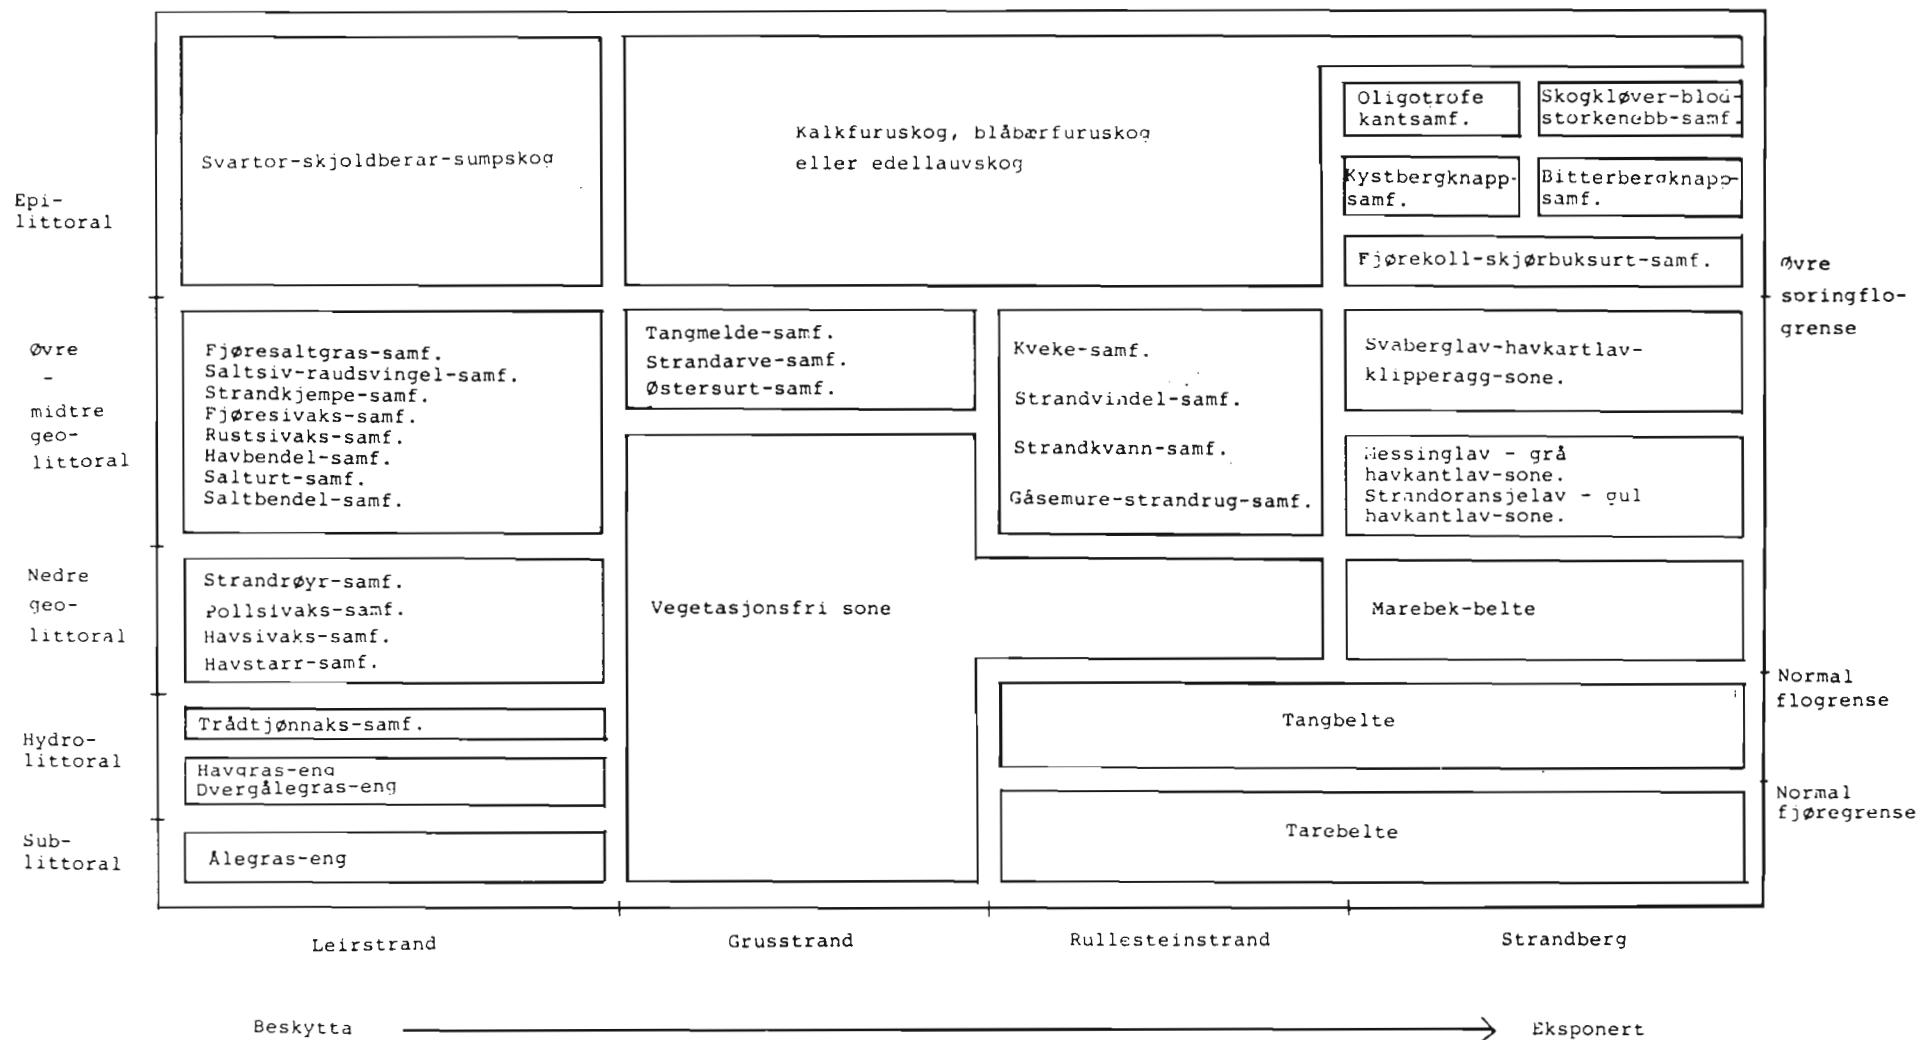 Epi-
littoral
Øvre
-
midtre
geo-
littoral
Nedre
geo-
littoral
Hydro-
littoral
Sub-
littoral
Svartor-skjoldberar-sumpskog
Kalkfuruskog, blåbærfuruskog
eller edellauvskog
Oligotrofe
kantsamf.
Skogkløver-blod-
storkenebb-samf.
Kystbergknapp-
samf.
Bitterbergknapp-
samf.
Fjørekoll-skjørbuksurt-samf.
Fjøresaltgras-samf.
Saltsiv-raudsvingel-samf.
Strandkjempe-samf.
Fjøresivaks-samf.
Rustsivaks-samf.
Havbendel-samf.
Salturt-samf.
Saltbendel-samf.
Tangmelde-samf.
Strandarve-samf.
Østersurt-samf.
Kveke-samf.
Strandvindel-samf.
Strandkvann-samf.
Gåsemure-strandrug-samf.
Svaberglav-havkartlav-
klipperagg-sone.
Messinglav - grå
havkantlav-sone.
Strandoransjelav - gul
havkantlav-sone.
Strandrøyr-samf.
Pollsivaks-samf.
Havsivaks-samf.
Havstarr-samf.
Vegetasjonsfri sone
Marebek-belte
Trådtjønnaks-samf.
Havgras-eng
Dvergålegras-eng
Tangbelte
Ålegras-eng
Tarebelte
Øvre
springflo-
grense
Normal
flogrense
Normal
fjøregrense
Leirstrand
Grusstrand
Rullesteinstrand
Strandberg
Beskytta
Eksponert